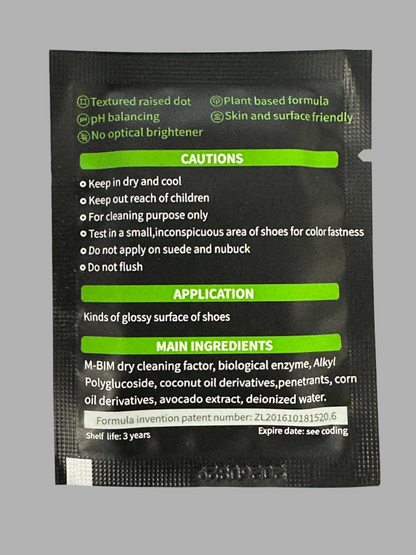 Textured raised dot Plant based formula
pH balancing Skin and surface friendly
No optical brightener
CAUTIONS
Keep in dry and cool
Keep out reach of children
For cleaning purpose only
Test in a small,inconspicuous area of shoes for color fastness
Do not apply on suede and nubuck
Do not flush
APPLICATION
Kinds of glossy surface of shoes
MAIN INGREDIENTS
M-BIM dry cleaning factor, biological enzyme, Alkyl
Polyglucoside, coconut oil derivatives,penetrants, corn
oil derivatives, avocado extract, deionized water.
Formula invention patent number: ZL201610181520.6
Shelf life: 3 years Expire date: see coding